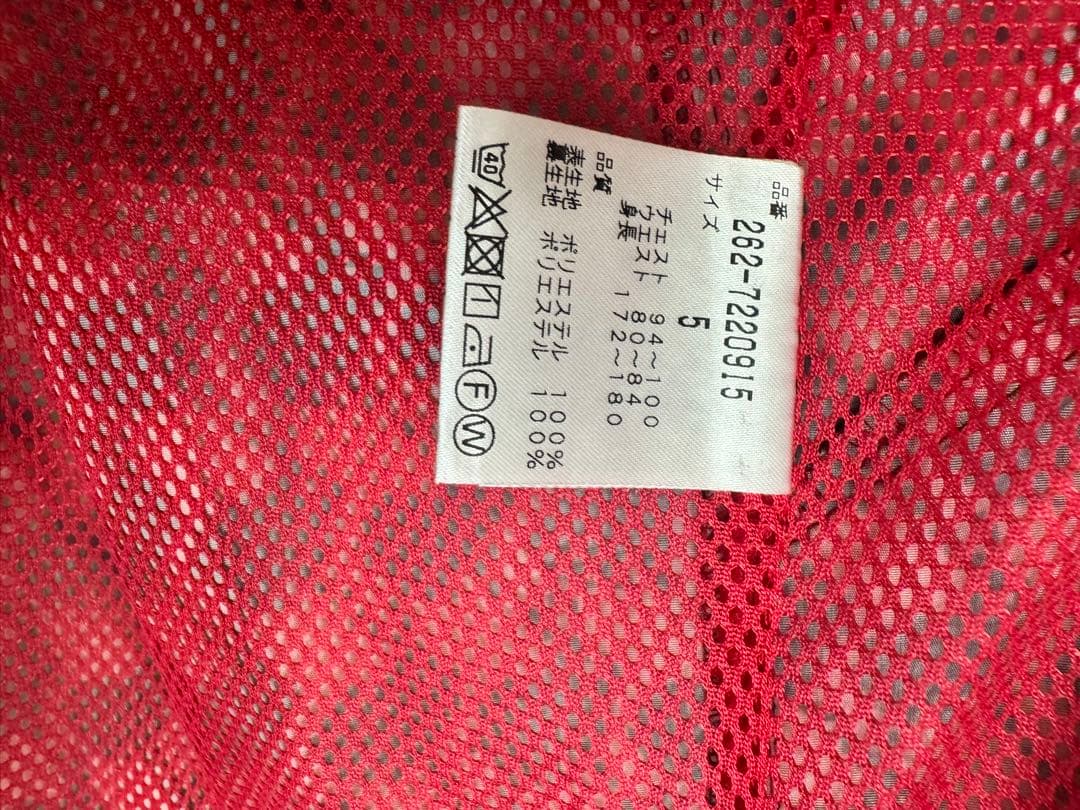 品番
262-7220915
サイズ 5
チェスト 94～100
ウエスト 80～84
身長 172～180
品質
表生地 ポリエステル 100%
裏生地 ポリエステル 100%
40
F W